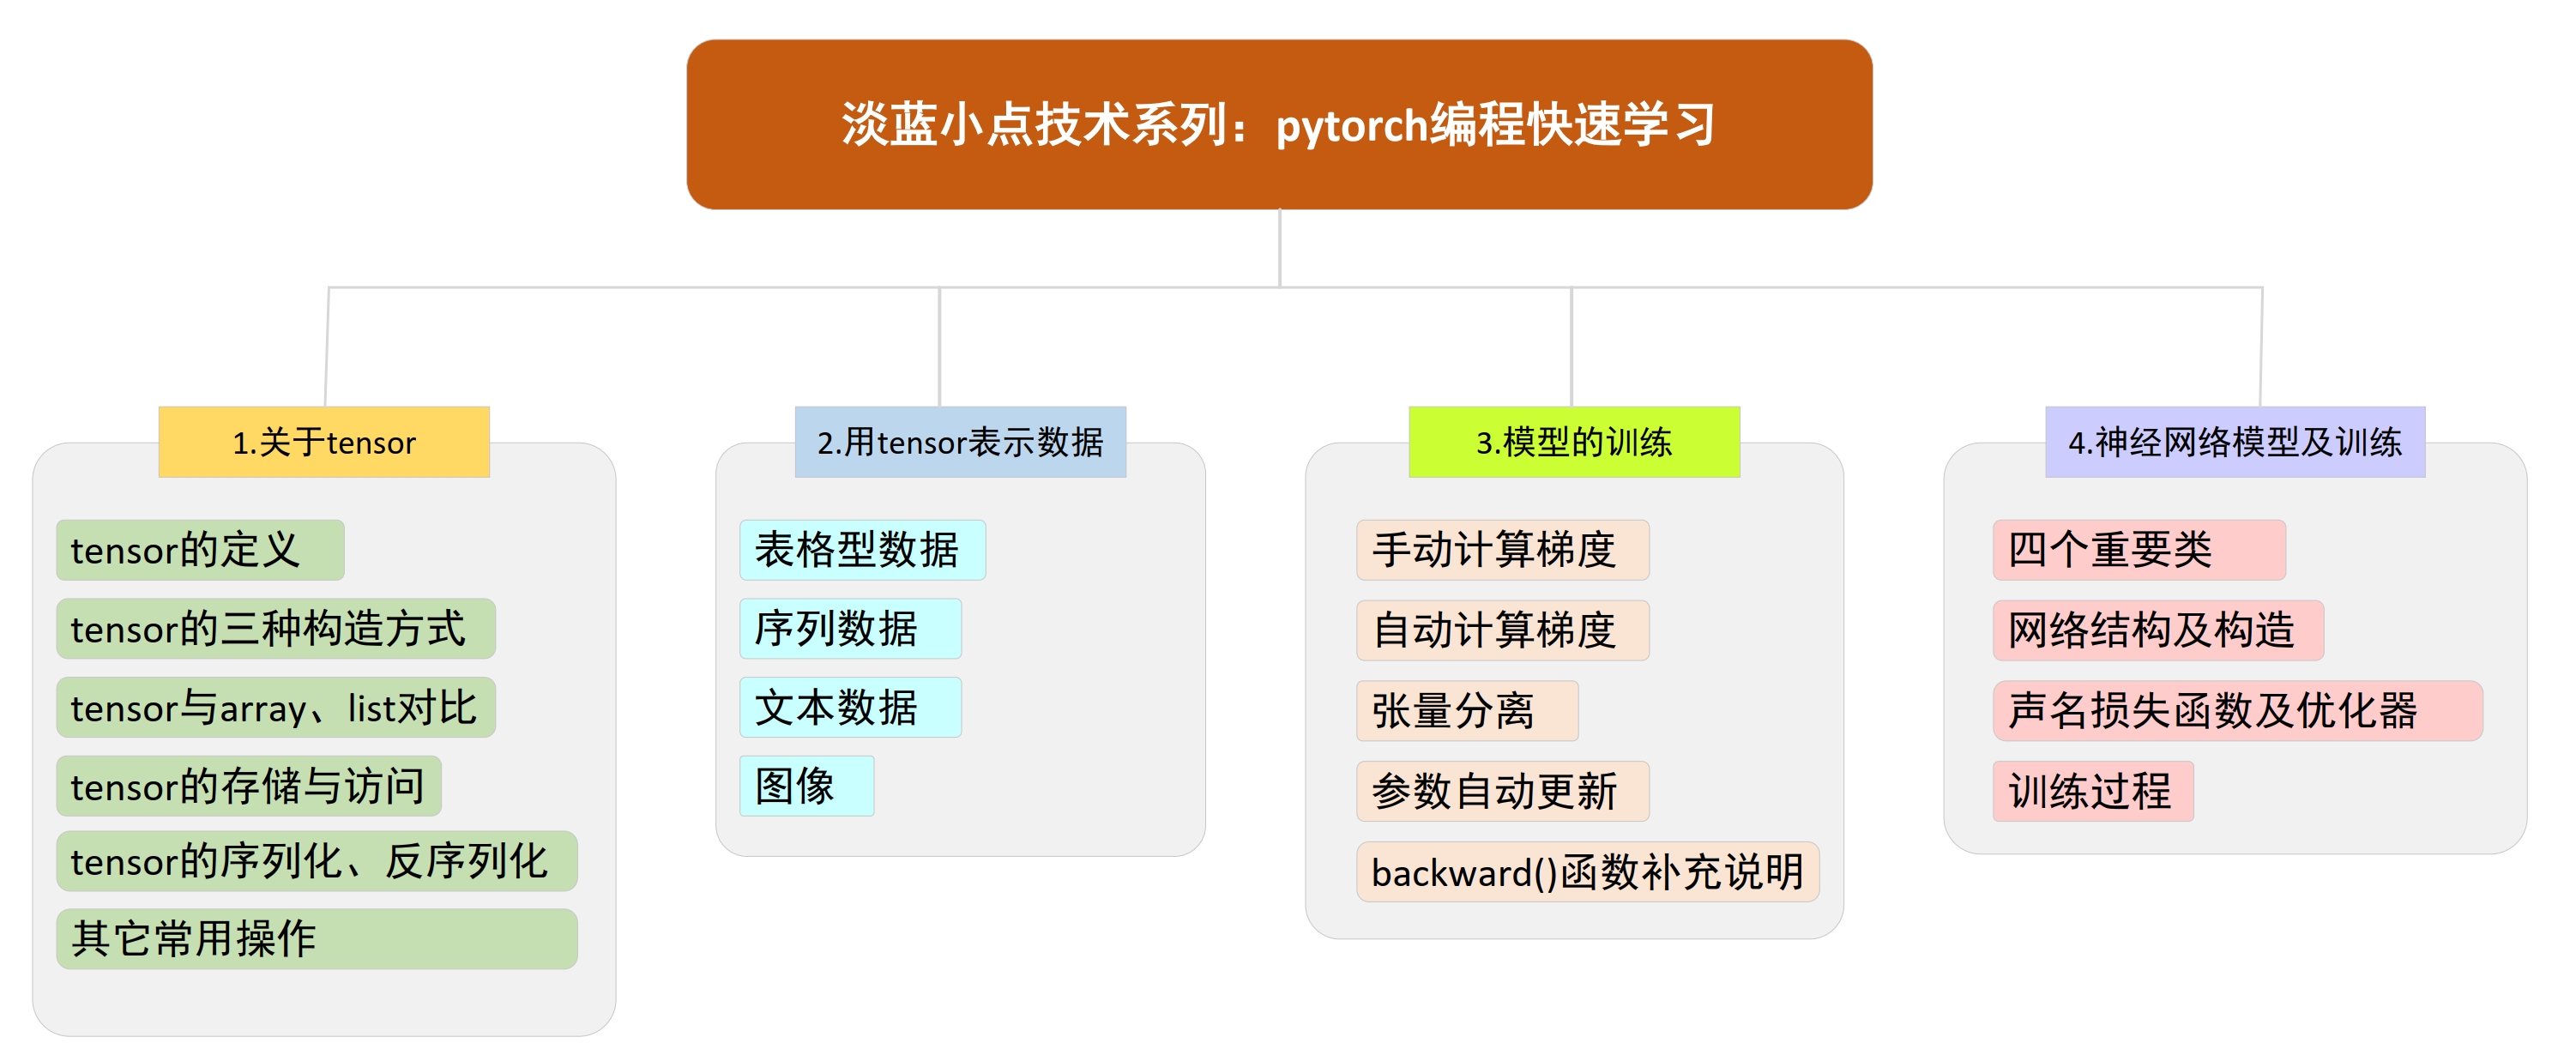 淡蓝小点技术系列：pytorch编程快速学习
1.关于tensor
tensor的定义
tensor的三种构造方式
tensor与array、list对比
tensor的存储与访问
tensor的序列化、反序列化
其它常用操作
2.用tensor表示数据
表格型数据
序列数据
文本数据
图像
3.模型的训练
手动计算梯度
自动计算梯度
张量分离
参数自动更新
backward()函数补充说明
4.神经网络模型及训练
四个重要类
网络结构及构造
声名损失函数及优化器
训练过程